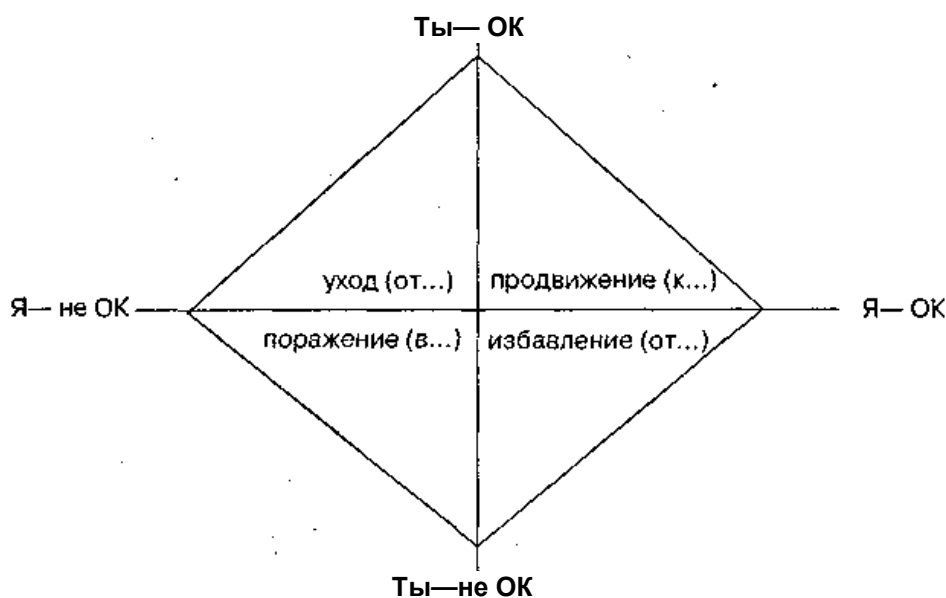 Ты— ОК
уход (от...) продвижение (к...)
Я— не ОК Я— ОК
поражение (в...) избавление (от...)
Ты—не ОК